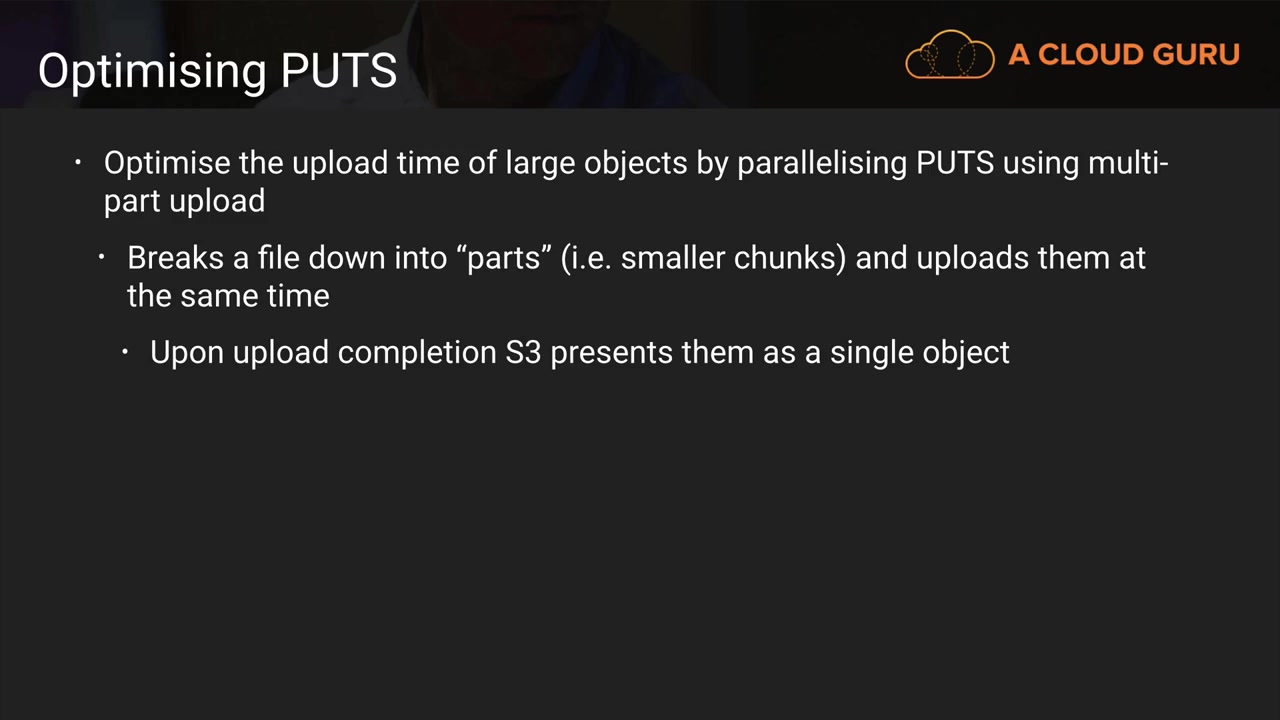 Optimising PUTS
A CLOUD GURU
• Optimise the upload time of large objects by parallelising PUTS using multi-
part upload
• Breaks a file down into “parts” (i.e. smaller chunks) and uploads them at
the same time
• Upon upload completion S3 presents them as a single object